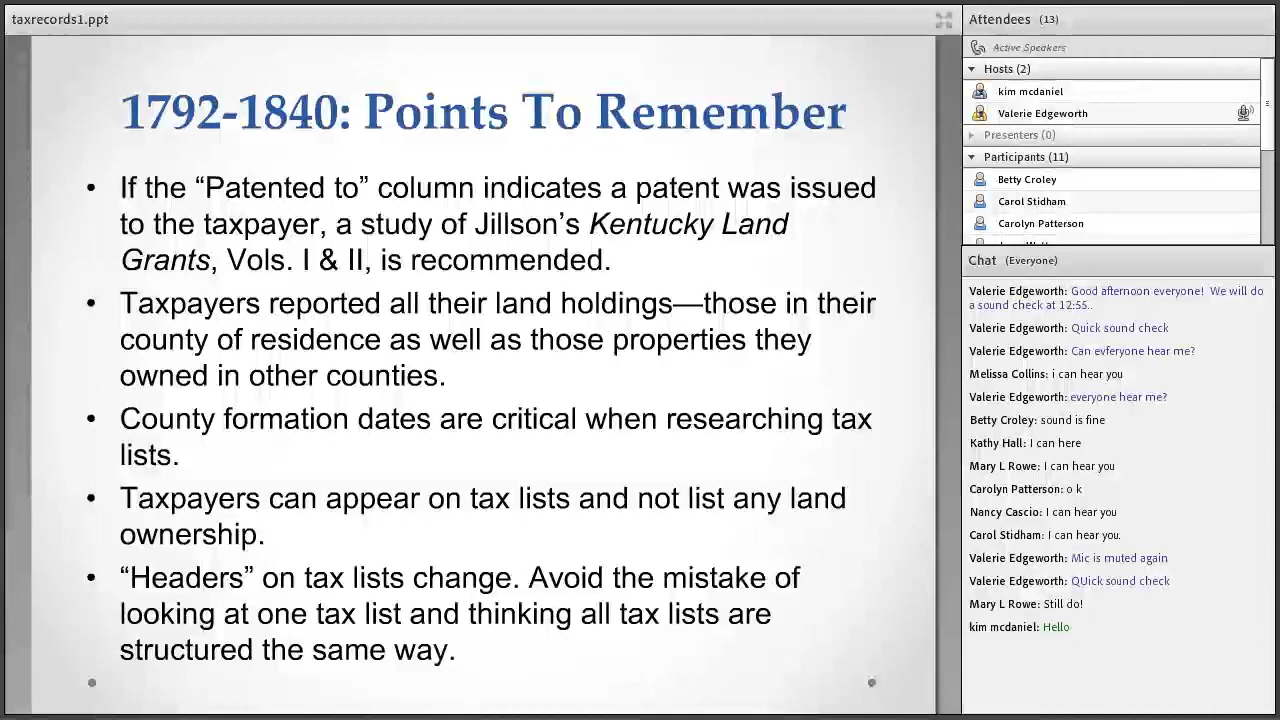 taxrecords1.ppt
1792-1840: Points To Remember
• If the “Patented to” column indicates a patent was issued
to the taxpayer, a study of Jillson’s Kentucky Land
Grants, Vols. I & II, is recommended.
• Taxpayers reported all their land holdings—those in their
county of residence as well as those properties they
owned in other counties.
• County formation dates are critical when researching tax
lists.
• Taxpayers can appear on tax lists and not list any land
ownership.
• “Headers” on tax lists change. Avoid the mistake of
looking at one tax list and thinking all tax lists are
structured the same way.
Attendees (13)
Active Speakers
Hosts (2)
kim mcdaniel
Valerie Edgeworth
Presenters (0)
Participants (11)
Betty Croley
Carol Stidham
Carolyn Patterson
Chat (Everyone)
Valerie Edgeworth: Good afternoon everyone! We will do
a sound check at 12:55..
Valerie Edgeworth: Quick sound check
Valerie Edgeworth: Can evferyone hear me?
Melissa Collins: i can hear you
Valerie Edgeworth: everyone hear me?
Betty Croley: sound is fine
Kathy Hall: I can here
Mary L Rowe: I can hear you
Carolyn Patterson: o k
Nancy Cascio: I can hear you
Carol Stidham: I can hear you.
Valerie Edgeworth: Mic is muted again
Valerie Edgeworth: QUick sound check
Mary L Rowe: Still do!
kim mcdaniel: Hello